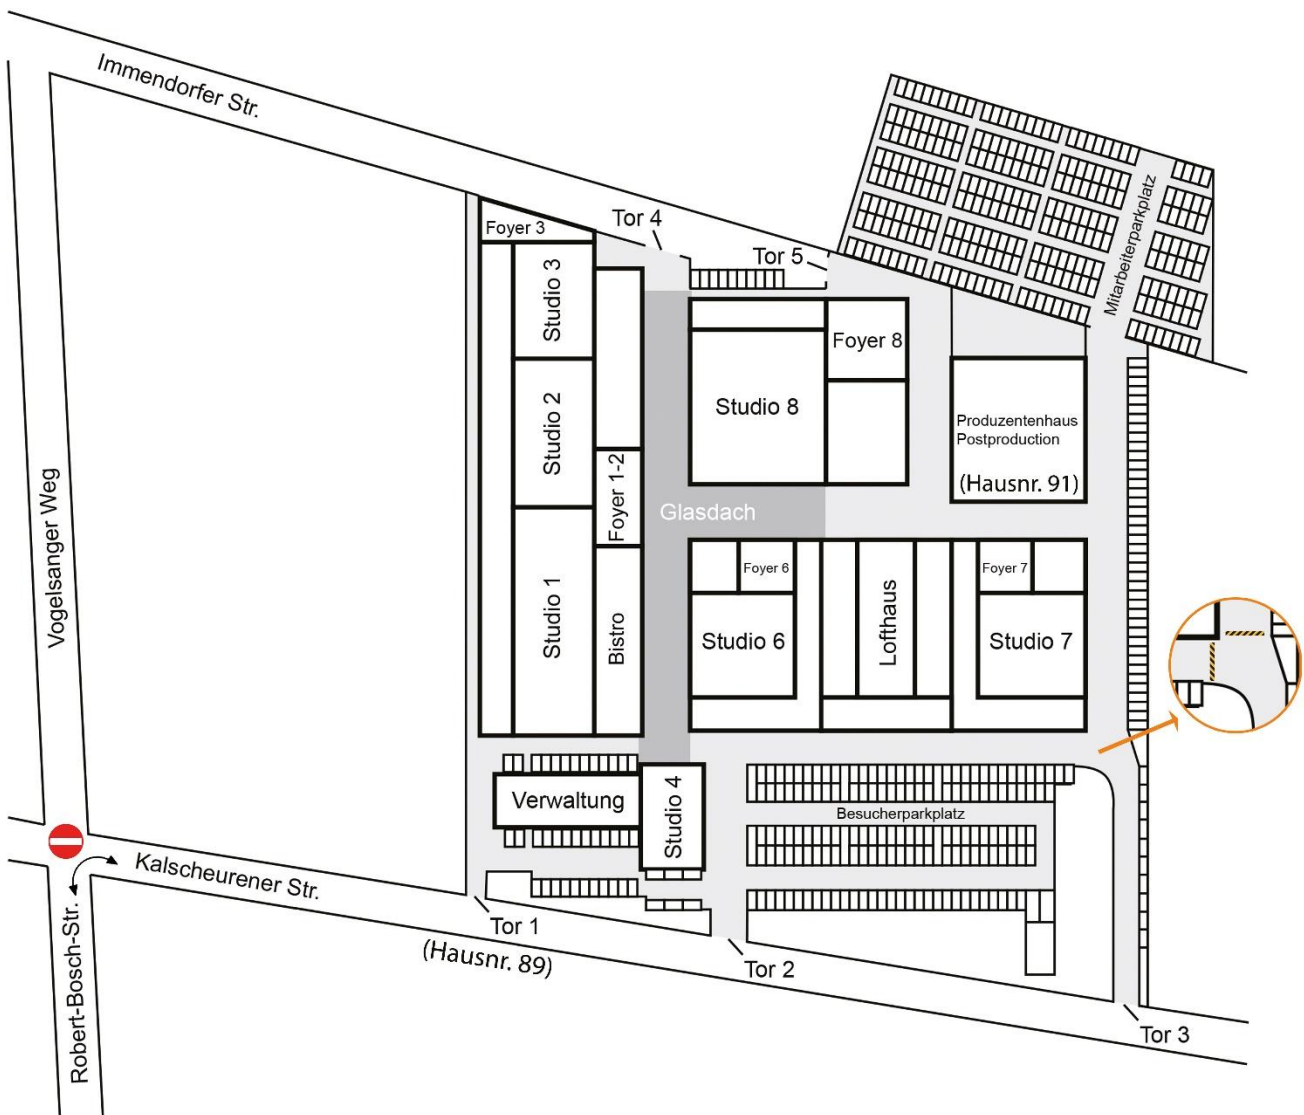 Immendorfer Str.
Mitarbeiterparkplatz
Tor 4
Foyer 3
Tor 5
Studio 3
Foyer 8
Studio 2
Studio 8
Produzentenhaus
Postproduction
(Hausnr. 91)
Foyer 1-2
Glasdach
Vogelsanger Weg
Studio 1
Bistro
Foyer 6
Foyer 7
Studio 6
Lofthaus
Studio 7
Verwaltung
Studio 4
Besucherparkplatz
Kalscheurener Str.
Robert-Bosch-Str.
Tor 1
(Hausnr. 89)
Tor 2
Tor 3